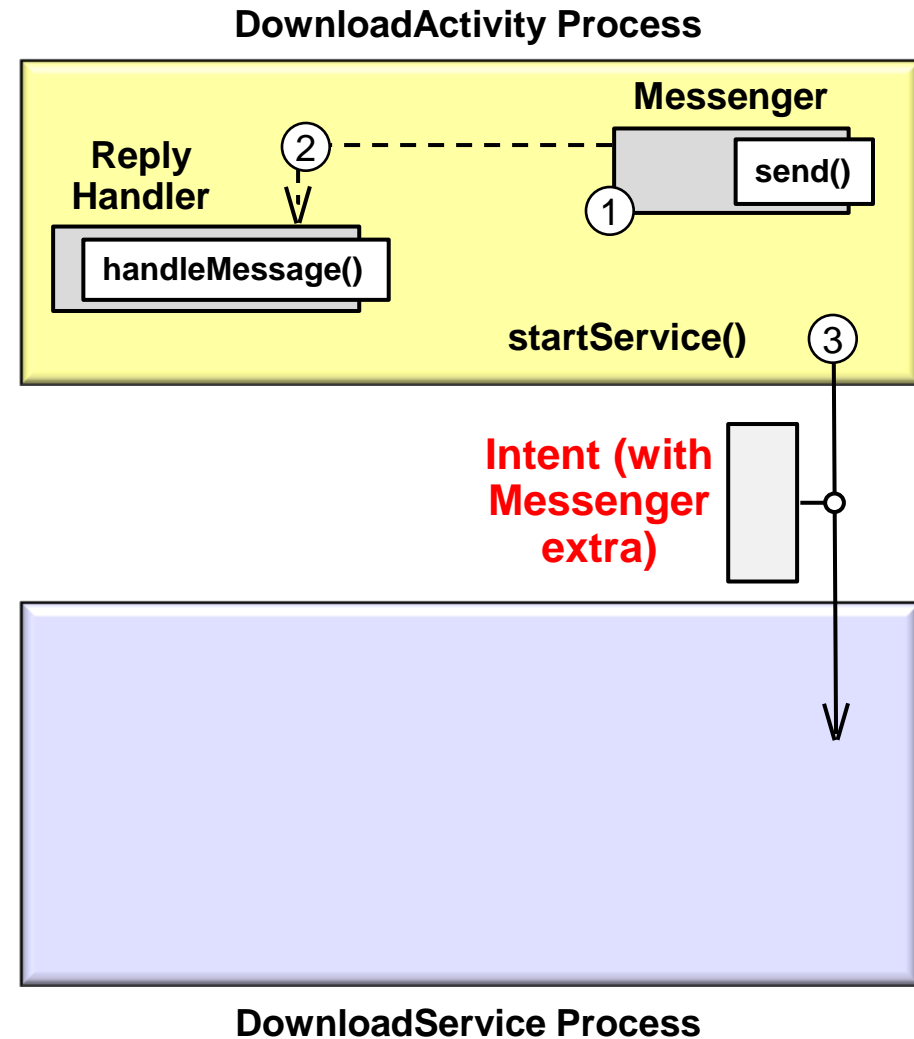 DownloadActivity Process
Messenger
send()
1
2
Reply
Handler
handleMessage()
startService()
3
Intent (with
Messenger
extra)
DownloadService Process